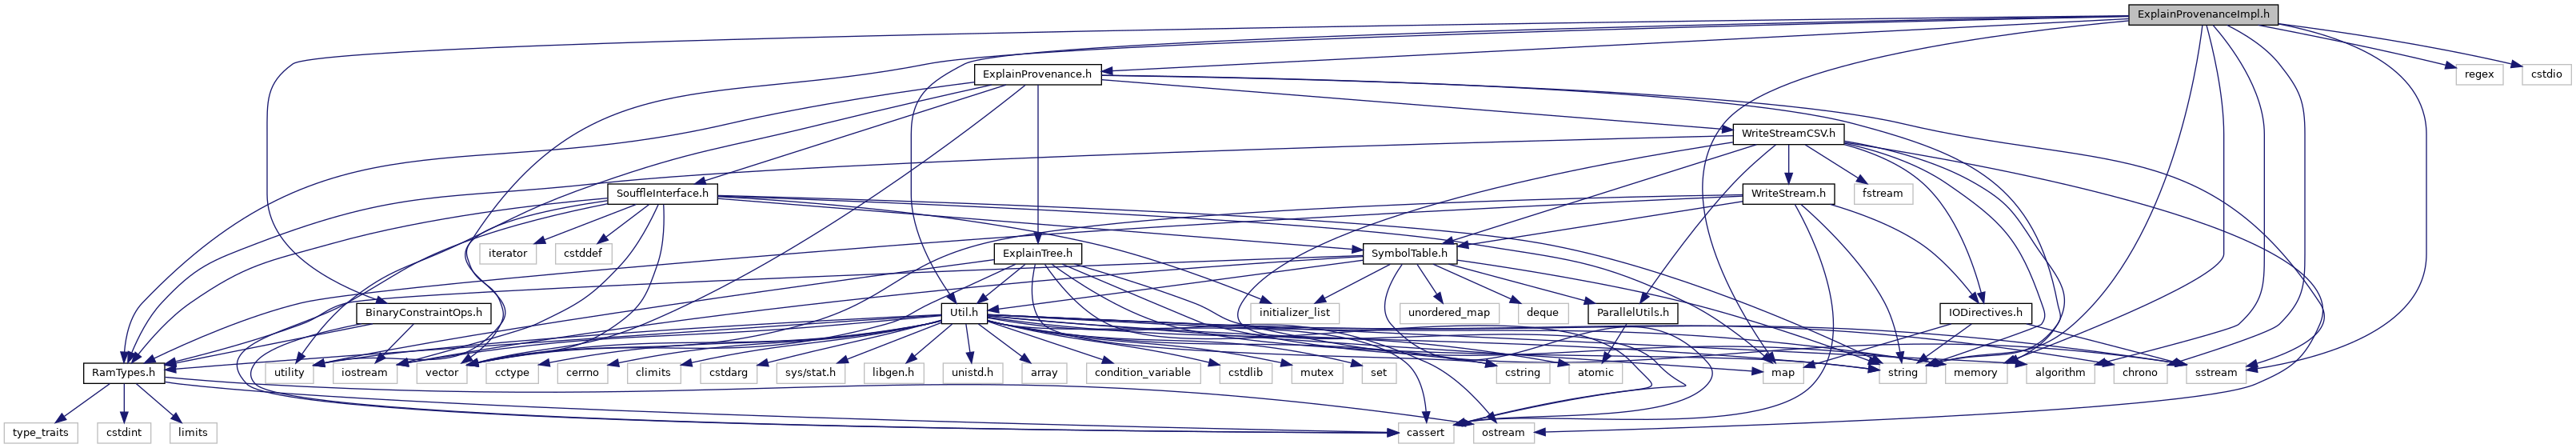 ExplainProvenanceImpl.h
ExplainProvenance.h
regex
cstdio
WriteStreamCSV.h
SouffleInterface.h
WriteStream.h
fstream
iterator
cstddef
ExplainTree.h
SymbolTable.h
BinaryConstraintOps.h
Util.h
initializer_list
unordered_map
deque
ParallelUtils.h
IODirectives.h
RamTypes.h
utility
iostream
vector
cctype
cerrno
climits
cstdarg
sys/stat.h
libgen.h
unistd.h
array
condition_variable
cstdlib
mutex
set
cstring
atomic
map
string
memory
algorithm
chrono
sstream
type_traits
cstdint
limits
cassert
ostream